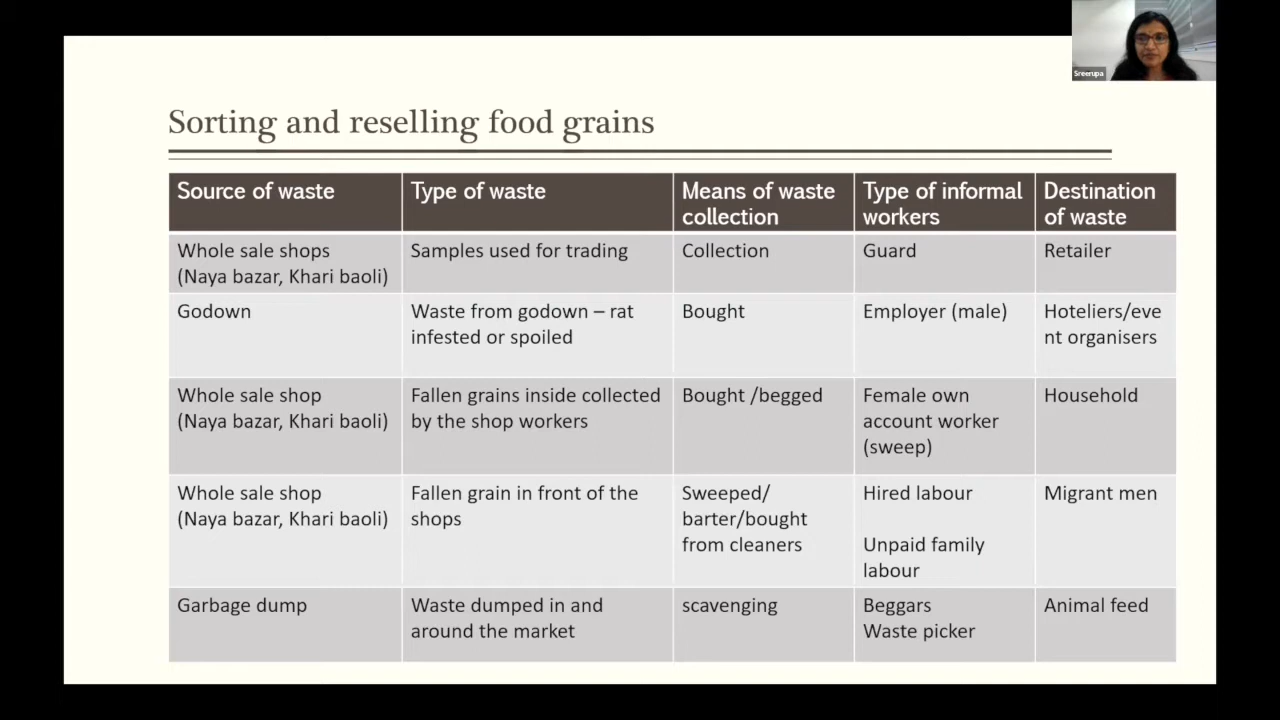 Sreerupa
Sorting and reselling food grains
Source of waste
Type of waste
Means of waste
collection
Type of informal
workers
Destination
of waste
Whole sale shops
(Naya bazar, Khari baoli)
Samples used for trading
Collection
Guard
Retailer
Godown
Waste from godown – rat
infested or spoiled
Bought
Employer (male)
Hoteliers/eve
nt organisers
Whole sale shop
(Naya bazar, Khari baoli)
Fallen grains inside collected
by the shop workers
Bought /begged
Female own
account worker
(sweep)
Household
Whole sale shop
(Naya bazar, Khari baoli)
Fallen grain in front of the
shops
Sweeped/
barter/bought
from cleaners
Hired labour
Unpaid family
labour
Migrant men
Garbage dump
Waste dumped in and
around the market
scavenging
Beggars
Waste picker
Animal feed